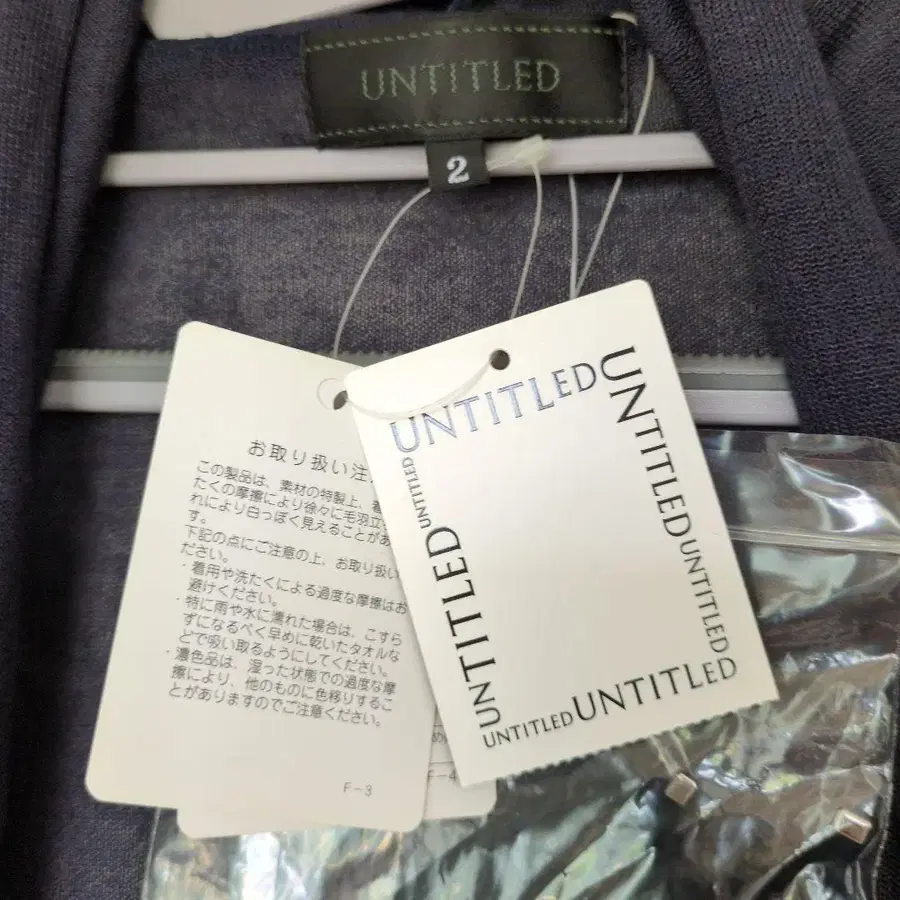 UNTITLED
2
お取り扱い注
この製品は、素材の特製上、着
たくの摩擦により徐々に毛羽立
れにより白っぽく見えることがあ
す。
下記の点にご注意の上、お取り扱い
ださい。
・着用や洗たくによる過度な摩擦はお
避けください。
・特に雨や水に濡れた場合は、こすら
ずになるべく早めに乾いたタオルな
どで吸い取るようにしてください。
・濃色品は、湿った状態での過度な摩
擦により、他のものに色移りするこ
とがありますのでご注意ください。
F-3
F-4
UNTITLED
UNTITLED
UNTITLED
UNTITLED
UNTITLED
UNTITLED
UNTITLED